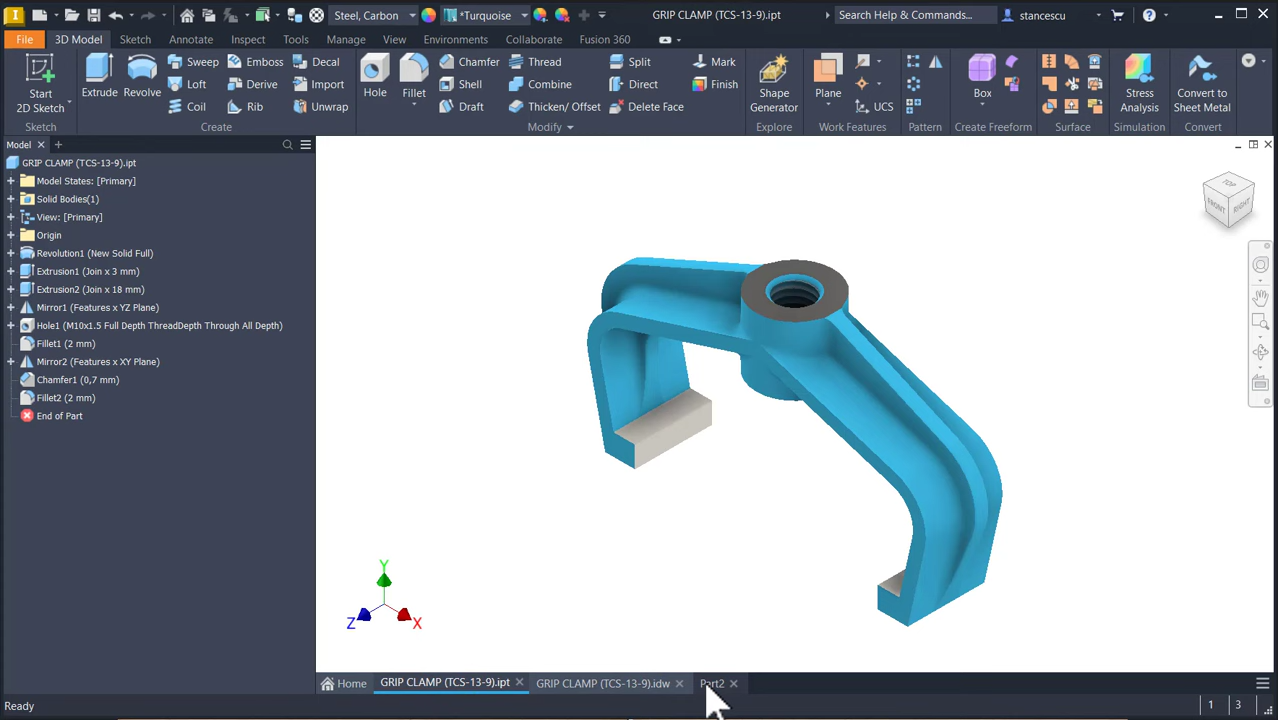 Steel, Carbon
*Turquoise
GRIP CLAMP (TCS-13-9).ipt
Search Help & Commands...
stancescu
File
3D Model
Sketch
Annotate
Inspect
Tools
Manage
View
Environments
Collaborate
Fusion 360
Start
2D Sketch
Extrude
Revolve
Sweep
Loft
Coil
Emboss
Derive
Rib
Decal
Import
Unwrap
Hole
Fillet
Chamfer
Shell
Draft
Thread
Combine
Thicken/ Offset
Split
Direct
Delete Face
Mark
Finish
Shape
Generator
Plane
UCS
Box
Stress
Analysis
Convert to
Sheet Metal
Sketch
Create
Modify
Explore
Work Features
Pattern
Create Freeform
Surface
Simulation
Convert
Model
GRIP CLAMP (TCS-13-9).ipt
Model States: [Primary]
Solid Bodies(1)
View: [Primary]
Origin
Revolution1 (New Solid Full)
Extrusion1 (Join x 3 mm)
Extrusion2 (Join x 18 mm)
Mirror1 (Features x YZ Plane)
Hole1 (M10x1.5 Full Depth ThreadDepth Through All Depth)
Fillet1 (2 mm)
Mirror2 (Features x XY Plane)
Chamfer1 (0,7 mm)
Fillet2 (2 mm)
End of Part
TOP
FRONT
RIGHT
Y
Z
X
Home
GRIP CLAMP (TCS-13-9).ipt
GRIP CLAMP (TCS-13-9).idw
Part2
Ready
1
3